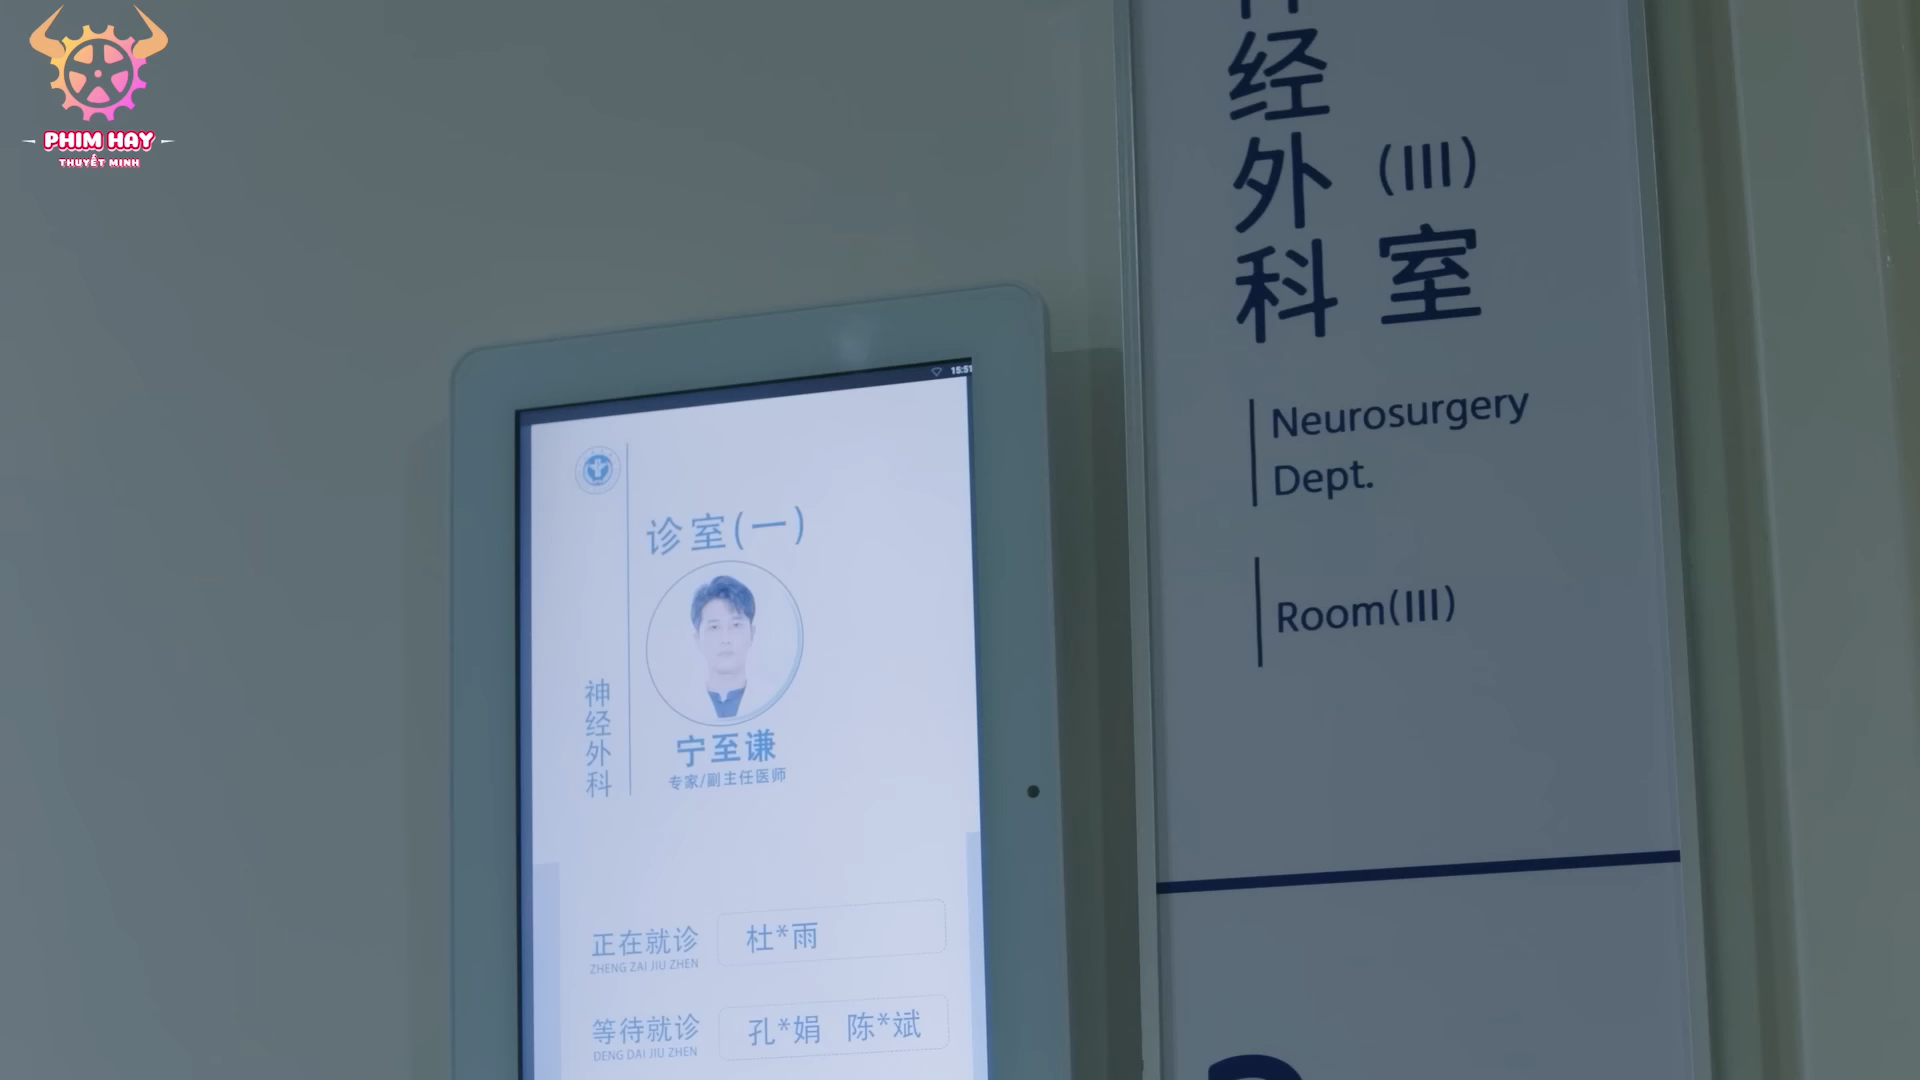 PHIM HAY
THUYẾT MINH
15:51
诊室(一)
神经外科
宁至谦
专家/副主任医师
正在就诊
ZHENG ZAI JIU ZHEN
杜*雨
等待就诊
DENG DAI JIU ZHEN
孔*娟 陈*斌
经外科
(III)室
Neurosurgery
Dept.
Room(III)